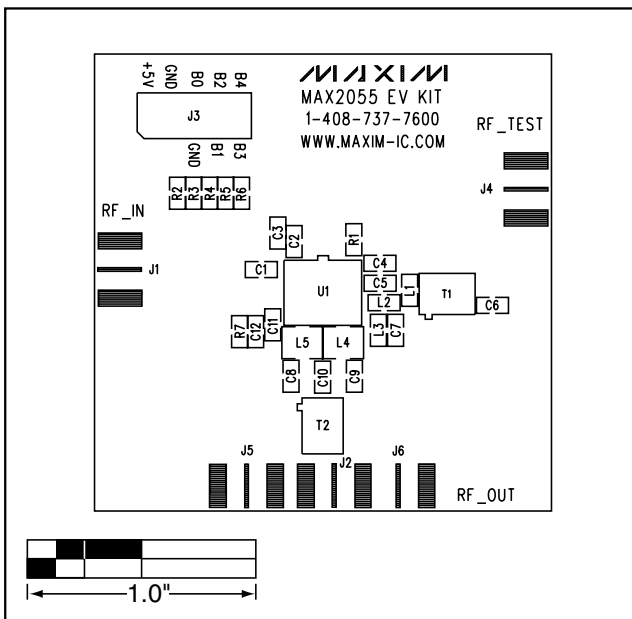 +5V GND B0 B2 B4
J3
GND B1 B3
MAXIM
MAX2055 EV KIT
1-408-737-7600
WWW.MAXIM-IC.COM
RF_TEST
J4
R2 R3 R4 R5 R6
RF_IN
J1
C3 C2 R1
C1 U1 C4
C5 L1 T1
L2 C6
R7 C12 C11 L3 C7
L5 L4
C8 C10 C9
T2
J5 J2 J6
RF_OUT
1.0"